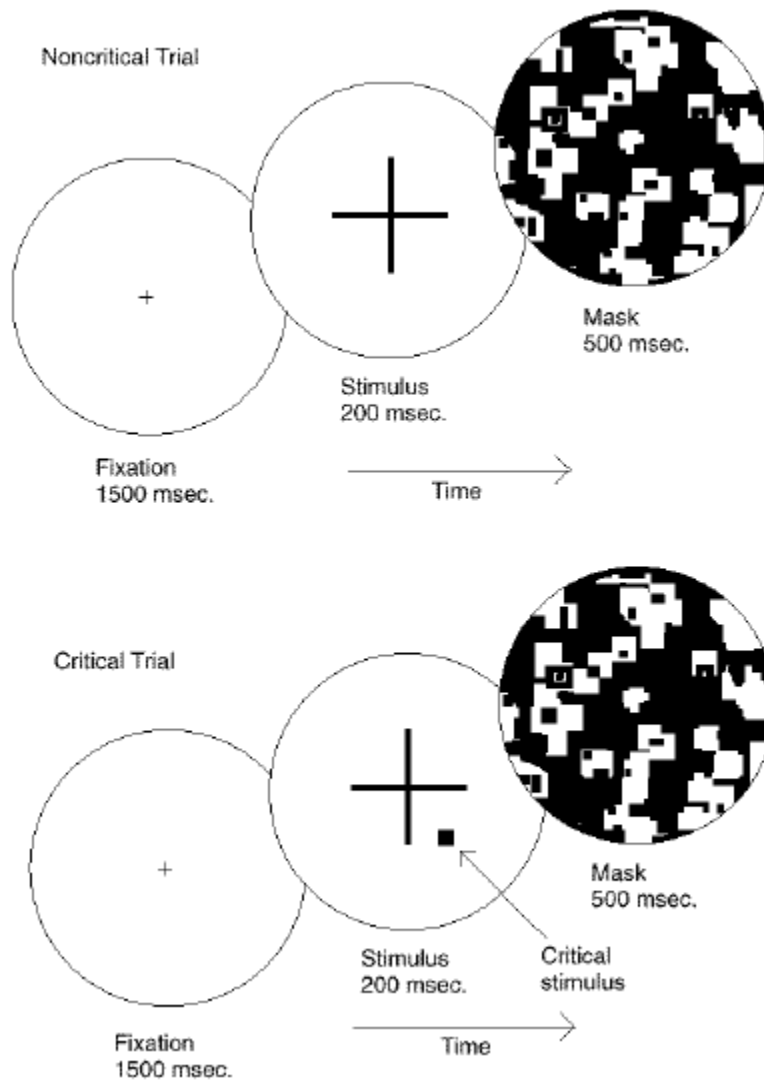 Noncritical Trial
Mask
500 msec.
Stimulus
200 msec.
Fixation
1500 msec.
Time
Critical Trial
Mask
500 msec.
Stimulus
200 msec.
Critical
stimulus
Fixation
1500 msec.
Time